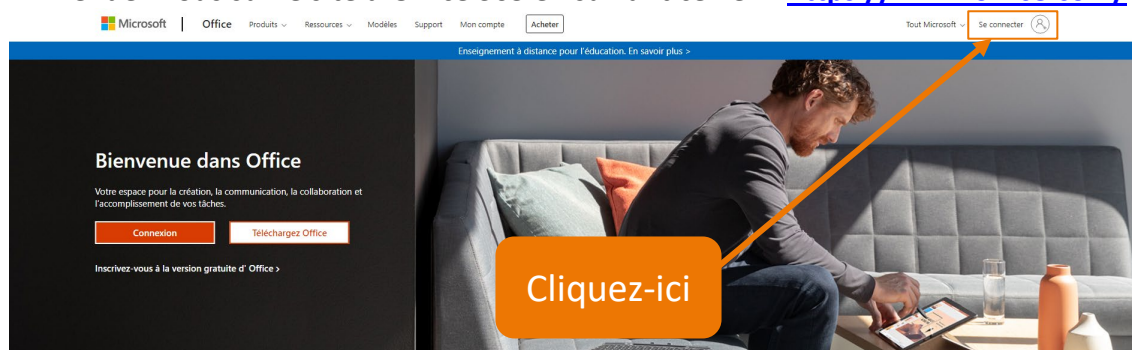 Microsoft Office Produits Ressources Modèles Support Mon compte Acheter Tout Microsoft Se connecter
Enseignement à distance pour l'éducation. En savoir plus >
Bienvenue dans Office
Votre espace pour la création, la communication, la collaboration et
l'accomplissement de vos tâches.
Connexion Téléchargez Office
Inscrivez-vous à la version gratuite d' Office >
Cliquez-ici